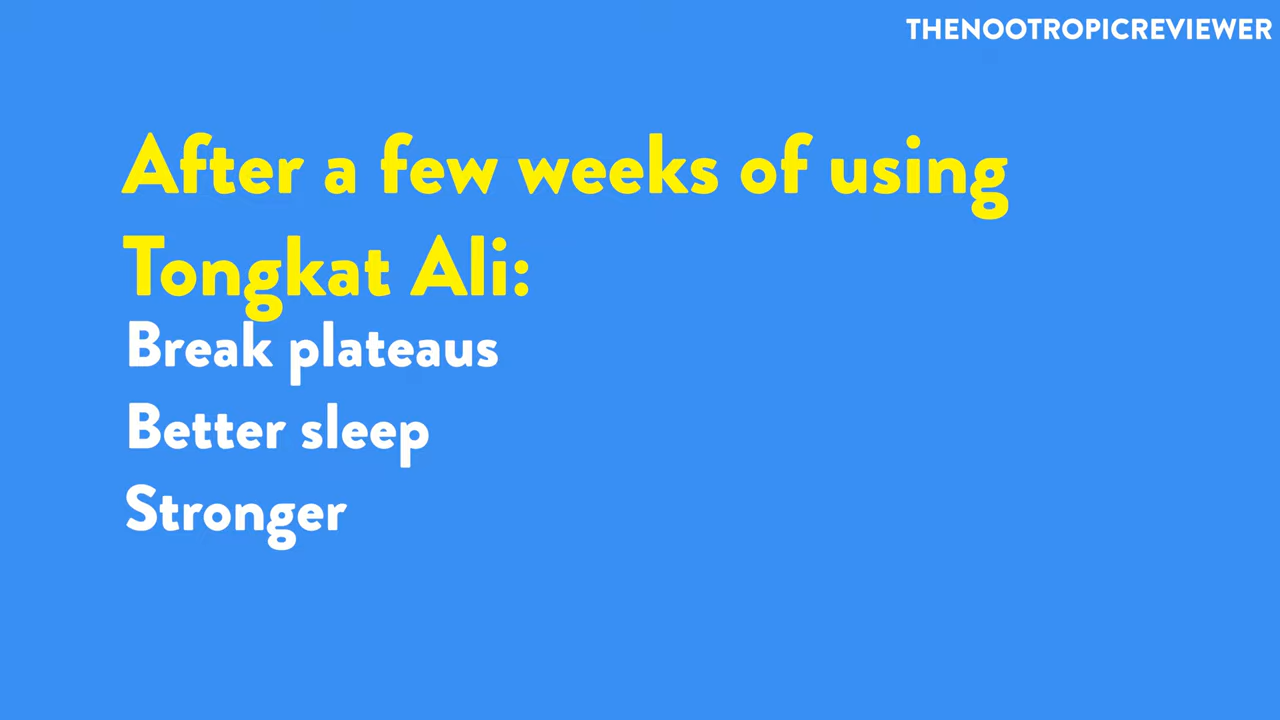 THENOOTROPICREVIEWER
After a few weeks of using
Tongkat Ali:
Break plateaus
Better sleep
Stronger